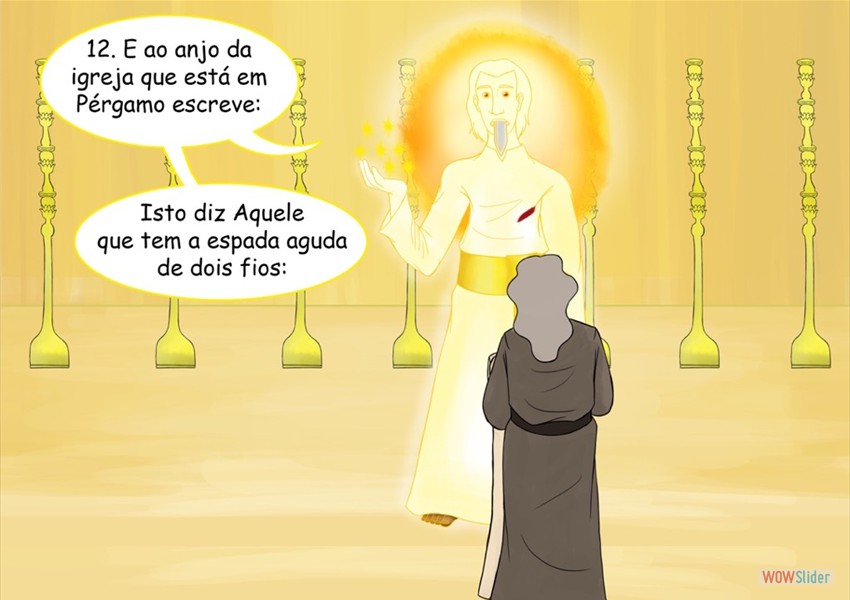 12. E ao anjo da
igreja que está em
Pérgamo escreve:
Isto diz Aquele
que tem a espada aguda
de dois fios:
WOWSlider